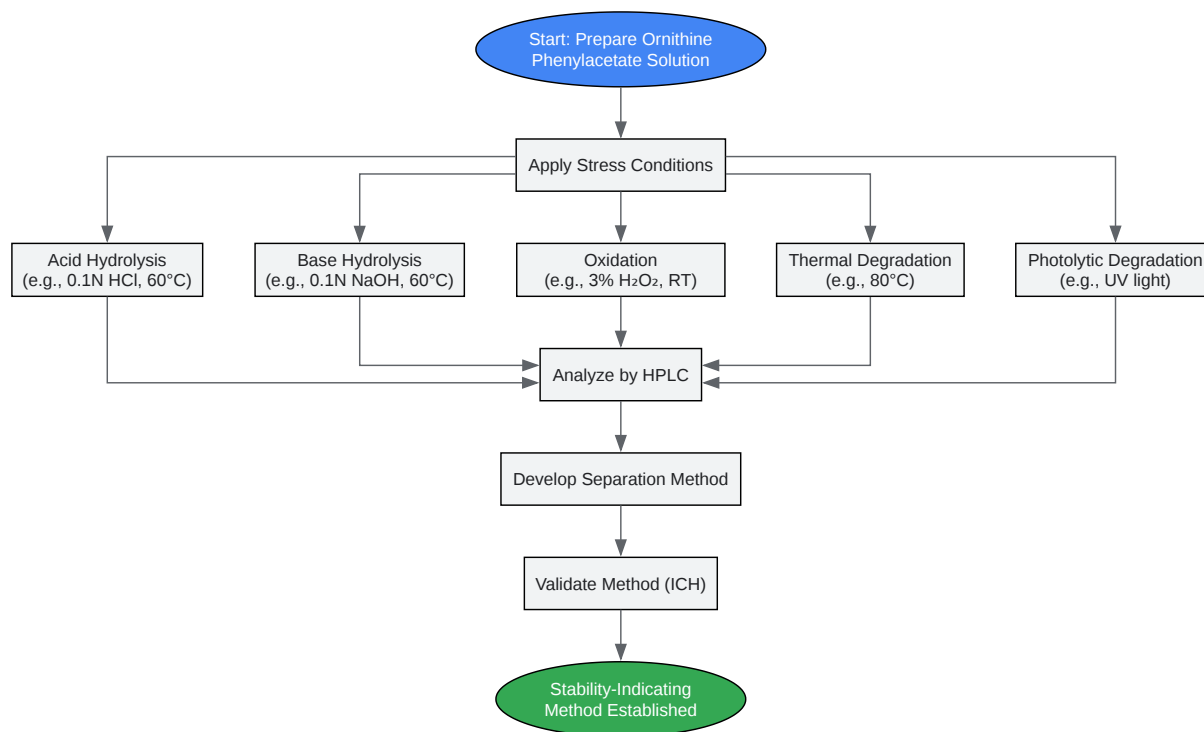 Start: Prepare Ornithine
Phenylacetate Solution
Apply Stress Conditions
Acid Hydrolysis
(e.g., 0.1N HCl, 60°C)
Base Hydrolysis
(e.g., 0.1N NaOH, 60°C)
Oxidation
(e.g., 3% H₂O₂, RT)
Thermal Degradation
(e.g., 80°C)
Photolytic Degradation
(e.g., UV light)
Analyze by HPLC
Develop Separation Method
Validate Method (ICH)
Stability-Indicating
Method Established